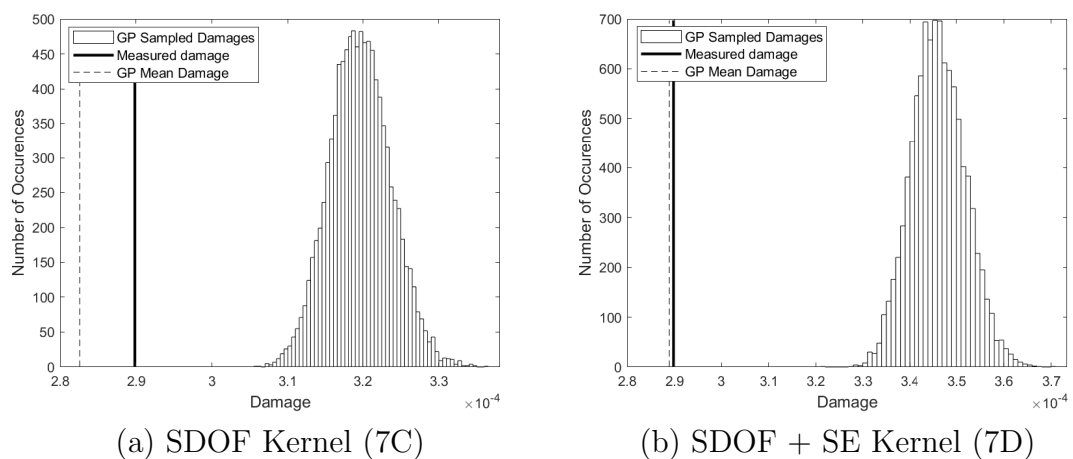 500
450
400
350
300
250
200
150
100
50
0
Number of Occurences
GP Sampled Damages
Measured damage
GP Mean Damage
2.8 2.9 3 3.1 3.2 3.3
Damage
×10⁻⁴
(a) SDOF Kernel (7C)
700
600
500
400
300
200
100
0
Number of Occurences
GP Sampled Damages
Measured damage
GP Mean Damage
2.8 2.9 3 3.1 3.2 3.3 3.4 3.5 3.6 3.7
Damage
×10⁻⁴
(b) SDOF + SE Kernel (7D)